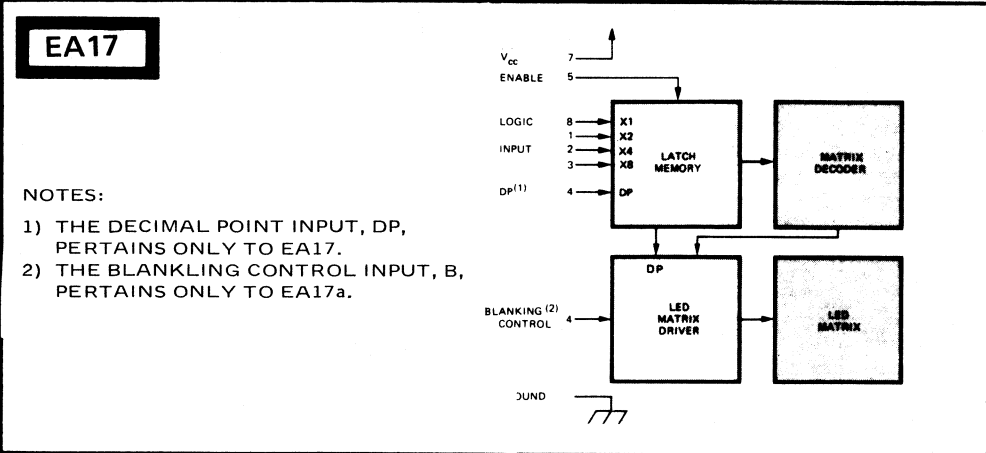 EA17
NOTES:
1) THE DECIMAL POINT INPUT, DP,
PERTAINS ONLY TO EA17.
2) THE BLANKLING CONTROL INPUT, B,
PERTAINS ONLY TO EA17a.
Vcc 7
ENABLE 5
LOGIC 8 X1
1 X2
INPUT 2 X4
3 X8
DP(1) 4 DP
LATCH
MEMORY
MATRIX
DECODER
DP
BLANKING (2)
CONTROL 4
LED
MATRIX
DRIVER
LED
MATRIX
OUND